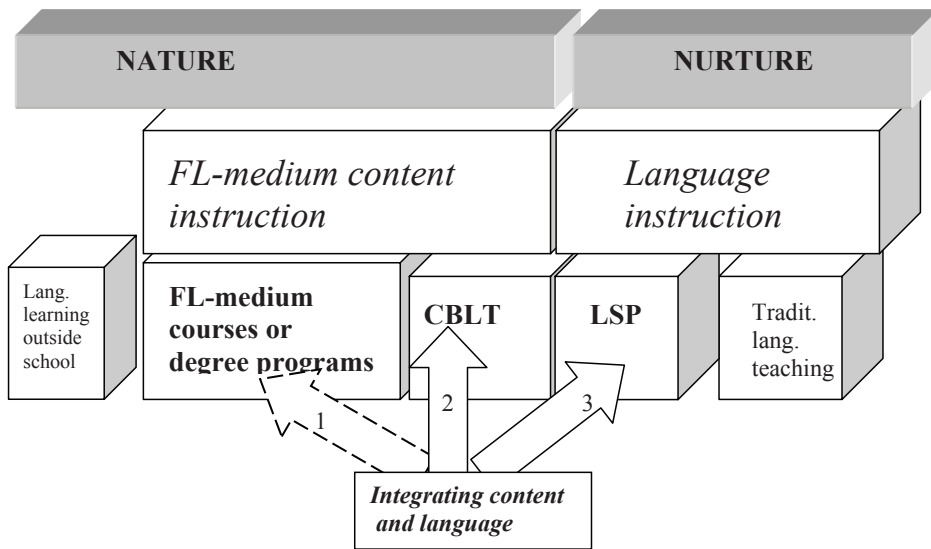 NATURE
NURTURE
FL-medium content
instruction
Language
instruction
Lang.
learning
outside
school
FL-medium
courses or
degree programs
CBLT
LSP
Tradit.
lang.
teaching
1
2
3
Integrating content
and language